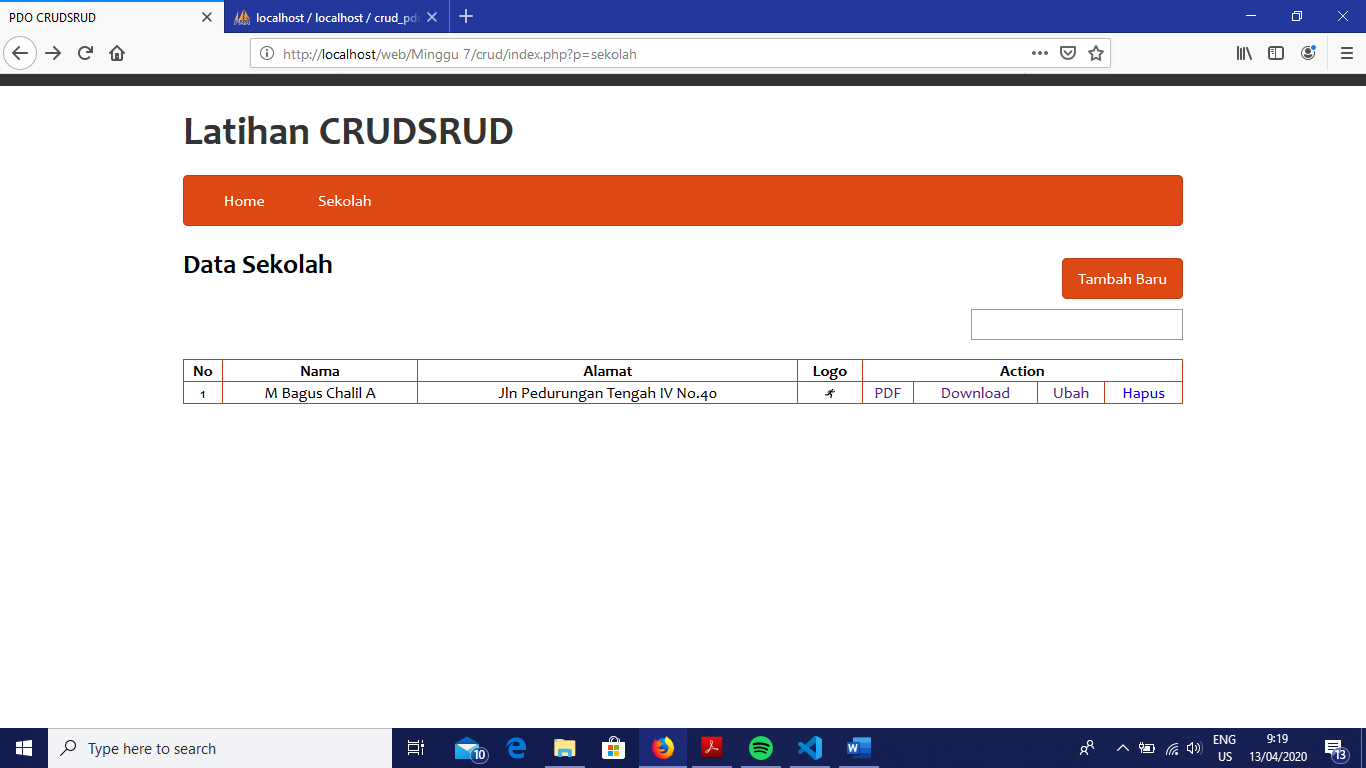 PDO CRUDSRUD
localhost / localhost / crud_pd
http://localhost/web/Minggu 7/crud/index.php?p=sekolah
Latihan CRUDSRUD
Home Sekolah
Data Sekolah
Tambah Baru
No Nama Alamat Logo Action
1 M Bagus Chalil A Jln Pedurungan Tengah IV No.40 PDF Download Ubah Hapus
Type here to search
10
ENG
US
9:19
13/04/2020
13